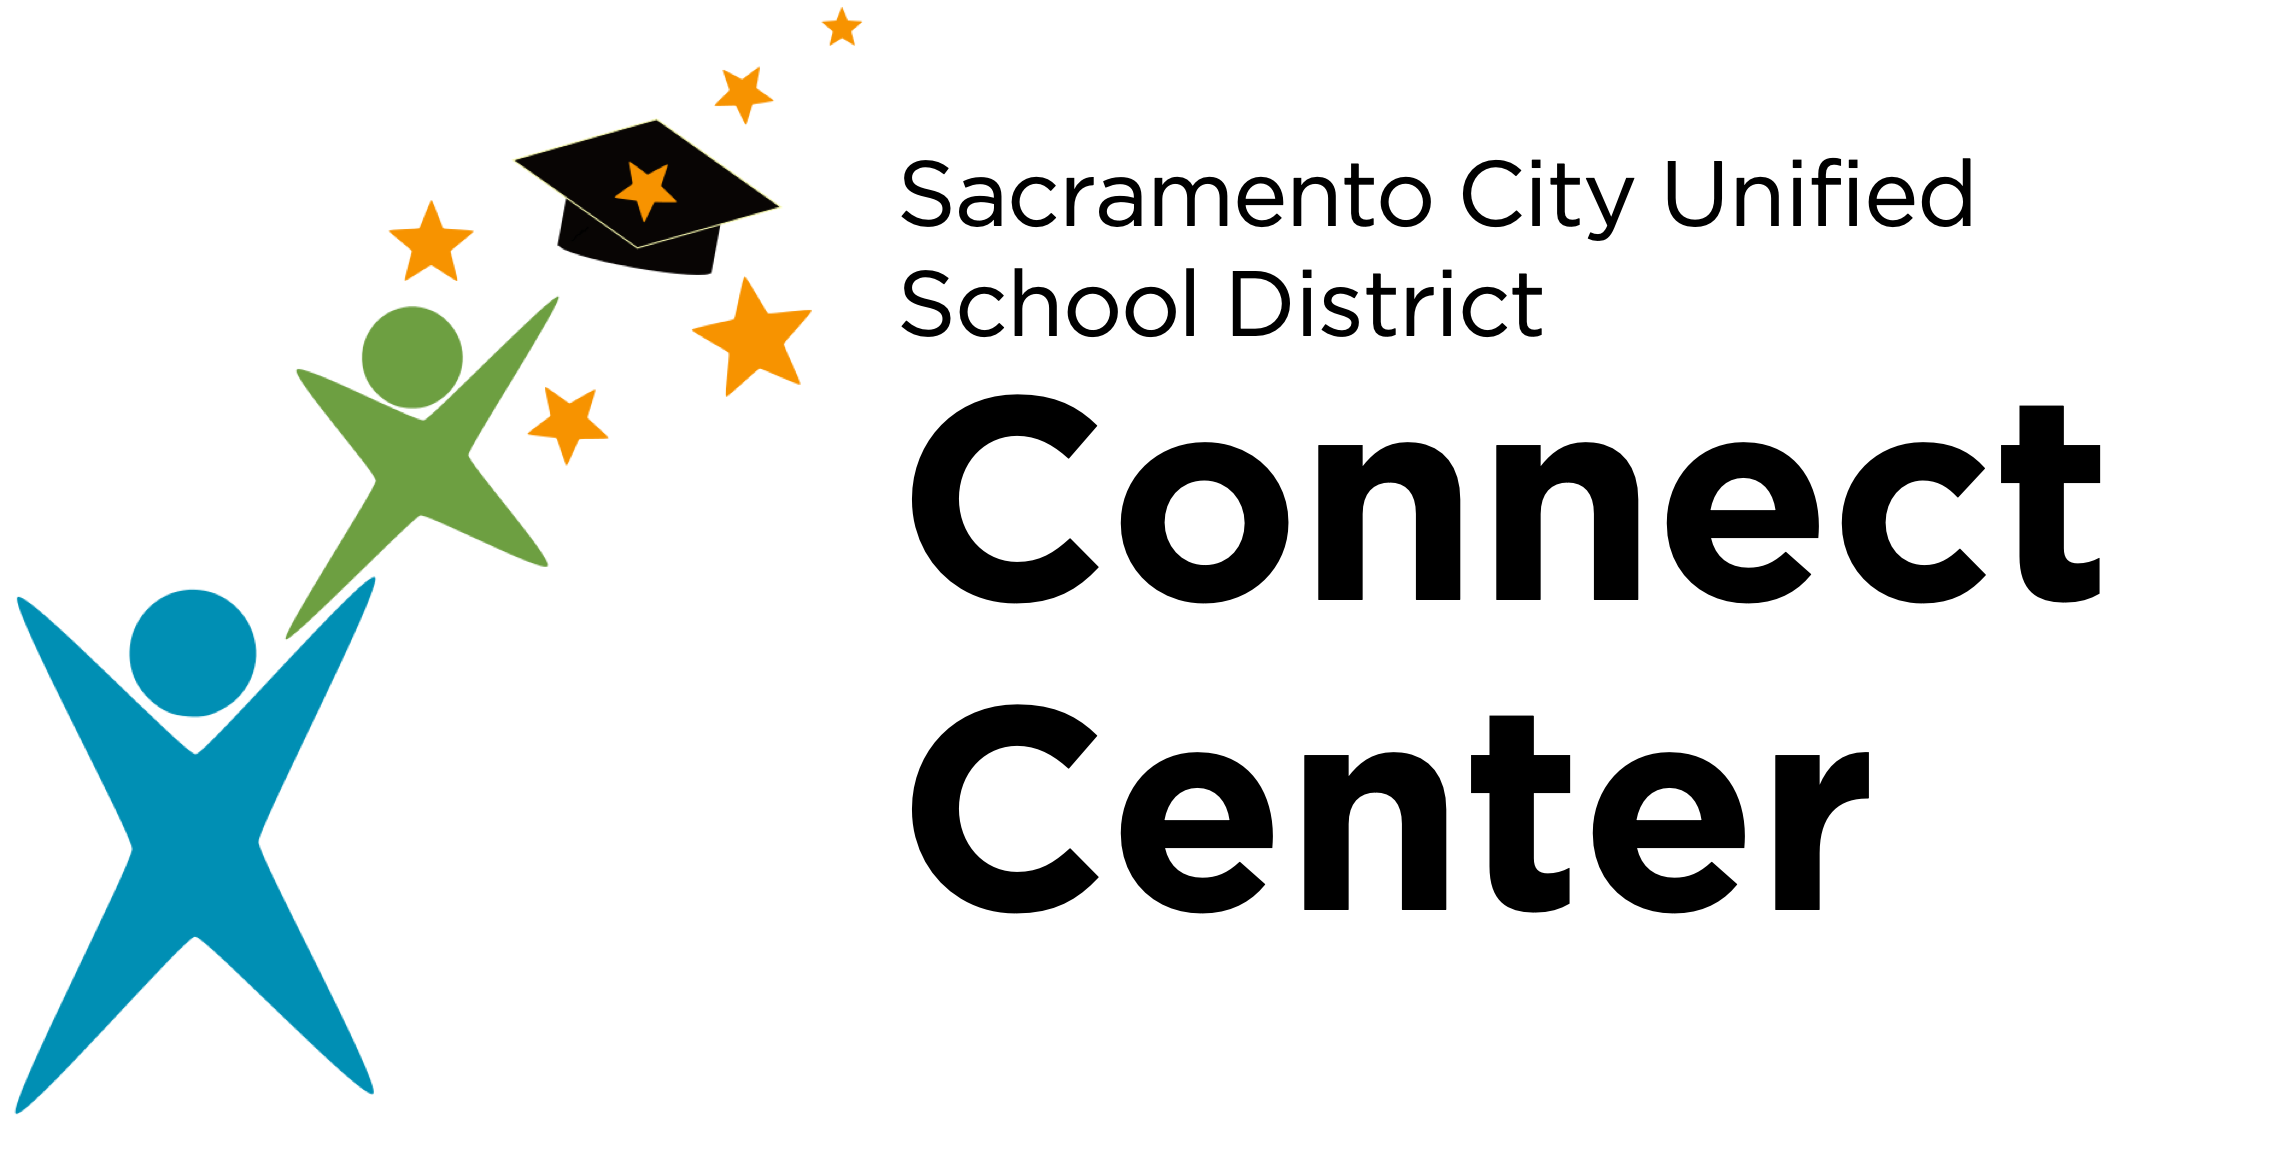 Sacramento City Unified
School District
Connect
Center